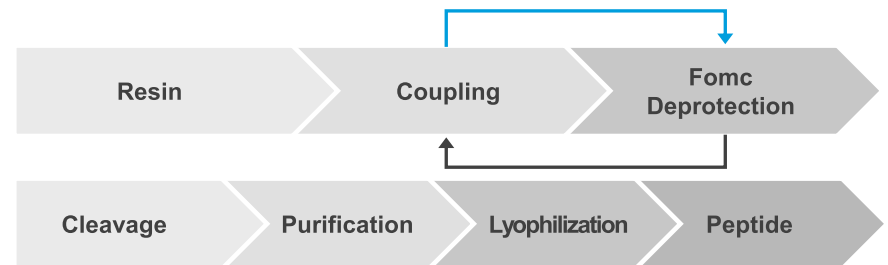 Resin
Coupling
Fomc
Deprotection
Cleavage
Purification
Lyophilization
Peptide